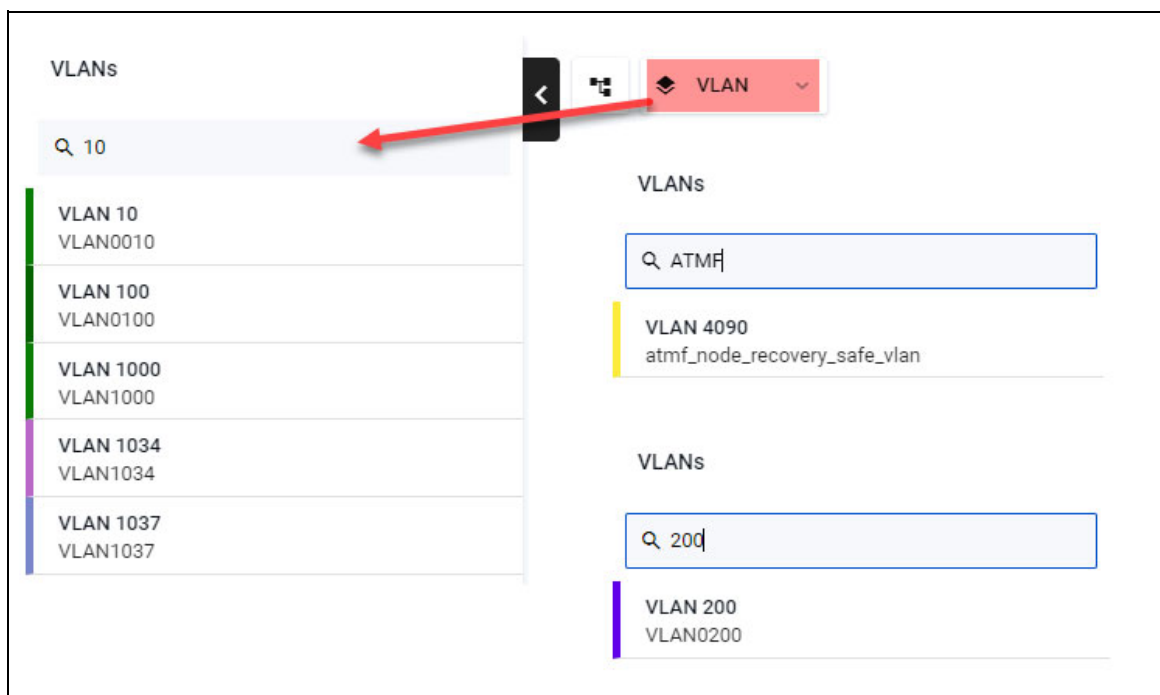 VLANs
10
VLAN 10
VLAN0010
VLAN 100
VLAN0100
VLAN 1000
VLAN1000
VLAN 1034
VLAN1034
VLAN 1037
VLAN1037
VLAN
VLANs
ATMF
VLAN 4090
atmf_node_recovery_safe_vlan
VLANs
200
VLAN 200
VLAN0200